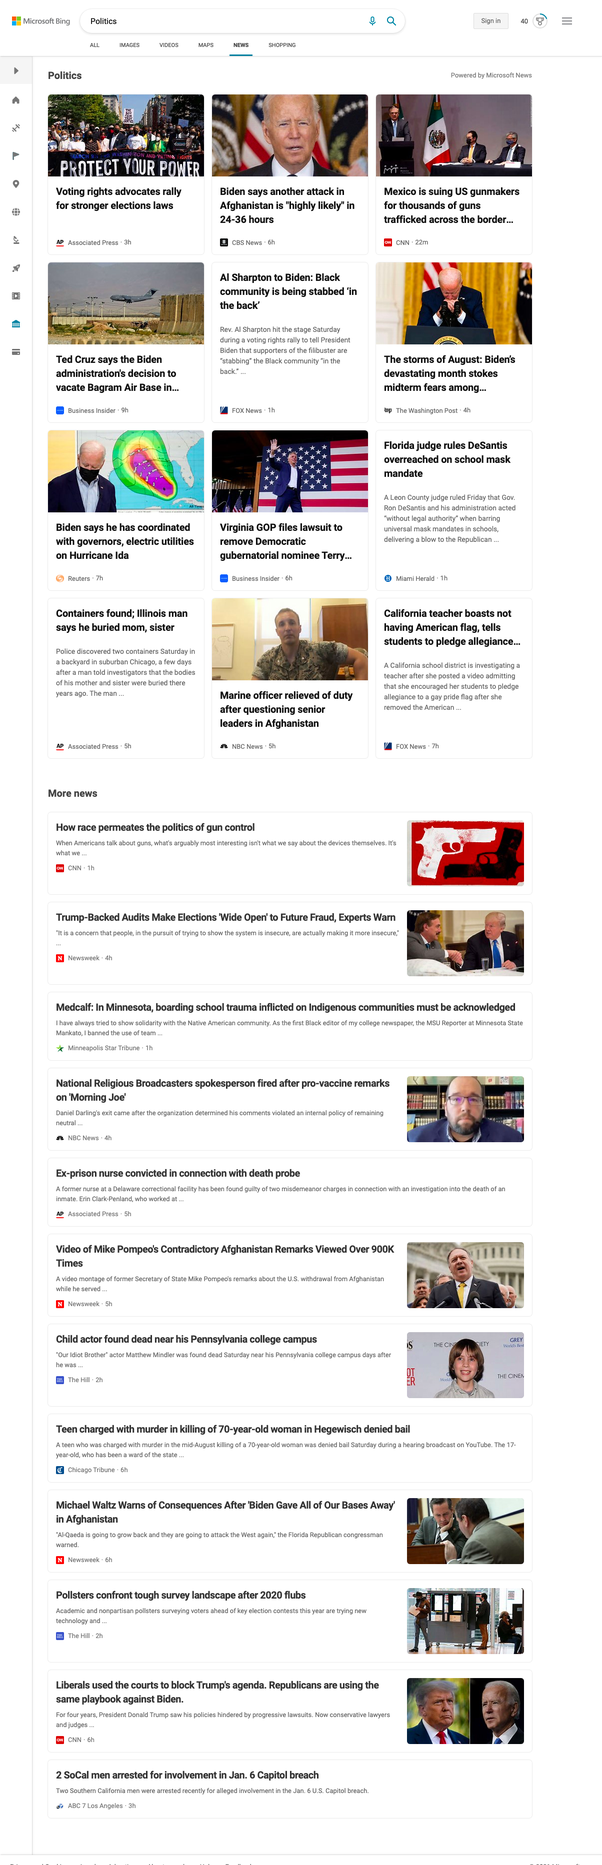 Microsoft Bing
Politics
Sign in
40
ALL
IMAGES
VIDEOS
MAPS
NEWS
SHOPPING
Politics
Powered by Microsoft News
PROTECT YOUR POWER
Voting rights advocates rally
for stronger elections laws
AP Associated Press · 3h
Biden says another attack in
Afghanistan is "highly likely" in
24-36 hours
CBS News · 6h
Mexico is suing US gunmakers
for thousands of guns
trafficked across the border...
CNN · 22m
Ted Cruz says the Biden
administration's decision to
vacate Bagram Air Base in...
Business Insider · 9h
Al Sharpton to Biden: Black
community is being stabbed ‘in
the back’
Rev. Al Sharpton hit the stage Saturday
during a voting rights rally to tell President
Biden that supporters of the filibuster are
“stabbing” the Black community “in the
back.” ...
FOX News · 1h
The storms of August: Biden’s
devastating month stokes
midterm fears among...
wp The Washington Post · 4h
Biden says he has coordinated
with governors, electric utilities
on Hurricane Ida
Reuters · 7h
Virginia GOP files lawsuit to
remove Democratic
gubernatorial nominee Terry...
Business Insider · 6h
Florida judge rules DeSantis
overreached on school mask
mandate
A Leon County judge ruled Friday that Gov.
Ron DeSantis and his administration acted
“without legal authority” when barring
universal mask mandates in schools,
delivering a blow to the Republican ...
Miami Herald · 1h
Containers found; Illinois man
says he buried mom, sister
Police discovered two containers Saturday in
a backyard in suburban Chicago, a few days
after a man told investigators that the bodies
of his mother and sister were buried there
years ago. The man ...
AP Associated Press · 5h
Marine officer relieved of duty
after questioning senior
leaders in Afghanistan
NBC News · 5h
California teacher boasts not
having American flag, tells
students to pledge allegiance...
A California school district is investigating a
teacher after she posted a video admitting
that she encouraged her students to pledge
allegiance to a gay pride flag after she
removed the American ...
FOX News · 7h
More news
How race permeates the politics of gun control
When Americans talk about guns, what's arguably most interesting isn't what we say about the devices themselves. It's
what we ...
CNN · 1h
Trump-Backed Audits Make Elections 'Wide Open' to Future Fraud, Experts Warn
"It is a concern that people, in the pursuit of trying to show the system is insecure, are actually making it more insecure,"
...
N Newsweek · 4h
Medcalf: In Minnesota, boarding school trauma inflicted on Indigenous communities must be acknowledged
I have always tried to show solidarity with the Native American community. As the first Black editor of my college newspaper, the MSU Reporter at Minnesota State
Mankato, I banned the use of team ...
Minneapolis Star Tribune · 1h
National Religious Broadcasters spokesperson fired after pro-vaccine remarks
on 'Morning Joe'
Daniel Darling's exit came after the organization determined his comments violated an internal policy of remaining
neutral ...
NBC News · 4h
Ex-prison nurse convicted in connection with death probe
A former nurse at a Delaware correctional facility has been found guilty of two misdemeanor charges in connection with an investigation into the death of an
inmate. Erin Clark-Penland, who worked at ...
AP Associated Press · 5h
Video of Mike Pompeo's Contradictory Afghanistan Remarks Viewed Over 900K
Times
A video montage of former Secretary of State Mike Pompeo's remarks about the U.S. withdrawal from Afghanistan
while he served ...
N Newsweek · 5h
Child actor found dead near his Pennsylvania college campus
"Our Idiot Brother" actor Matthew Mindler was found dead Saturday near his Pennsylvania college campus days after
he was ...
The Hill · 2h
Teen charged with murder in killing of 70-year-old woman in Hegewisch denied bail
A teen who was charged with murder in the mid-August killing of a 70-year-old woman was denied bail Saturday during a hearing broadcast on YouTube. The 17-
year-old, who has been a ward of the state ...
Chicago Tribune · 6h
Michael Waltz Warns of Consequences After 'Biden Gave All of Our Bases Away'
in Afghanistan
"Al-Qaeda is going to grow back and they are going to attack the West again," the Florida Republican congressman
warned.
N Newsweek · 6h
Pollsters confront tough survey landscape after 2020 flubs
Academic and nonpartisan pollsters surveying voters ahead of key election contests this year are trying new
technology and ...
The Hill · 2h
Liberals used the courts to block Trump's agenda. Republicans are using the
same playbook against Biden.
For four years, President Donald Trump saw his policies hindered by progressive lawsuits. Now conservative lawyers
and judges ...
CNN · 6h
2 SoCal men arrested for involvement in Jan. 6 Capitol breach
Two Southern California men were arrested recently for alleged involvement in the Jan. 6 U.S. Capitol breach.
ABC 7 Los Angeles · 3h